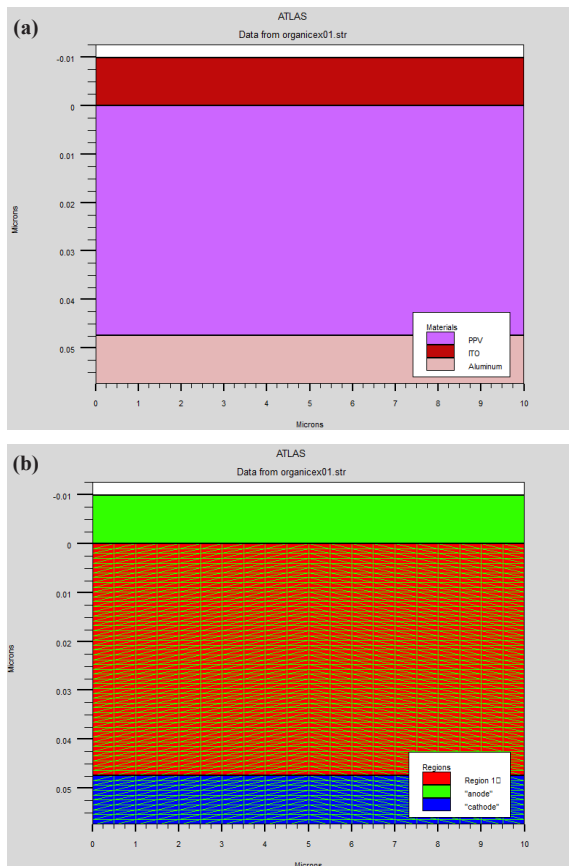 (a)
ATLAS
Data from organicex01.str
-0.01
0
0.01
0.02
0.03
0.04
0.05
Microns
Materials
PPV
ITO
Aluminum
0 1 2 3 4 5 6 7 8 9 10
Microns
(b)
ATLAS
Data from organicex01.str
-0.01
0
0.01
0.02
0.03
0.04
0.05
Microns
Regions
Region 1□
"anode"
"cathode"
0 1 2 3 4 5 6 7 8 9 10
Microns